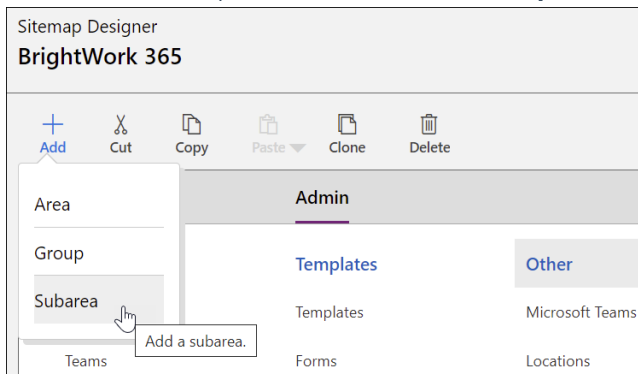 Sitemap Designer
BrightWork 365
Add Cut Copy Paste Clone Delete
Area
Group
Subarea
Add a subarea.
Teams
Admin
Templates
Templates
Forms
Other
Microsoft Teams
Locations